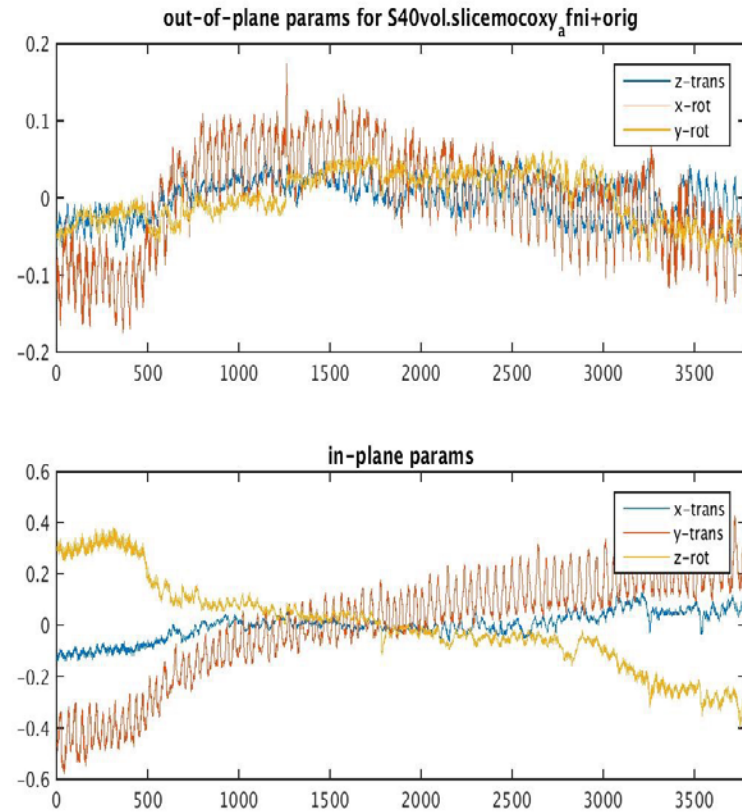 out-of-plane params for S40vol.slicemocoxy_afni+orig
0.2
0.1
0
−0.1
−0.2
z−trans
x−rot
y−rot
0 500 1000 1500 2000 2500 3000 3500
in-plane params
0.6
0.4
0.2
0
−0.2
−0.4
−0.6
x−trans
y−trans
z−rot
0 500 1000 1500 2000 2500 3000 3500